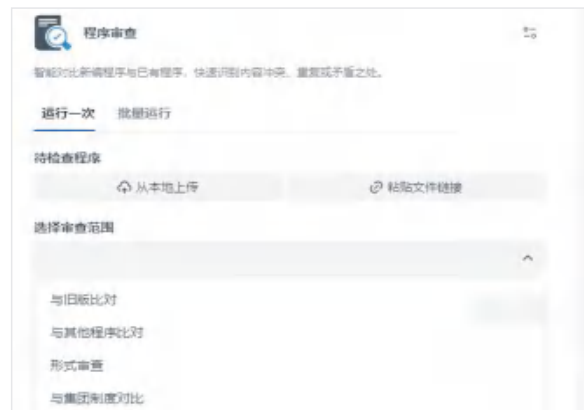 程序审查
智能对比新编程序与已有程序，快速识别内容冲突、重复或矛盾之处。
运行一次 批量运行
待检查程序
从本地上传 粘贴文件链接
选择审查范围
与旧版比对
与其他程序比对
形式审查
与集团制度对比